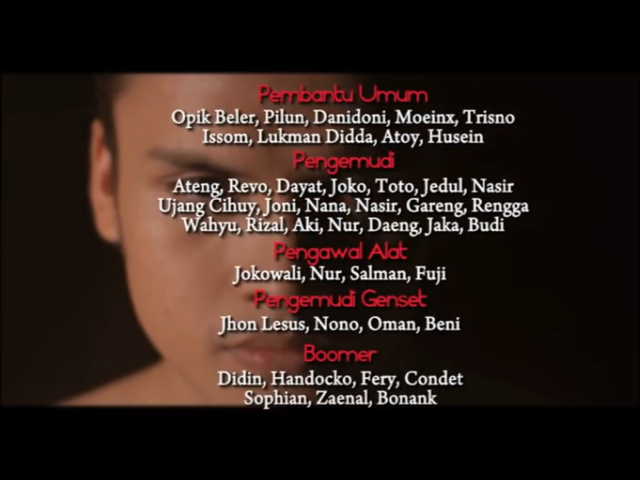 Pembantu Umum
Opik Beler, Pilun, Danidoni, Moeinx, Trisno
Issom, Lukman Didda, Atoy, Husein
Pengemudi
Ateng, Revo, Dayat, Joko, Toto, Jedul, Nasir
Ujang Cihuy, Joni, Nana, Nasir, Gareng, Rengga
Wahyu, Rizal, Aki, Nur, Daeng, Jaka, Budi
Pengawal Alat
Jokowali, Nur, Salman, Fuji
Pengemudi Genset
Jhon Lesus, Nono, Oman, Beni
Boomer
Didin, Handocko, Fery, Condet
Sophian, Zaenal, Bonank